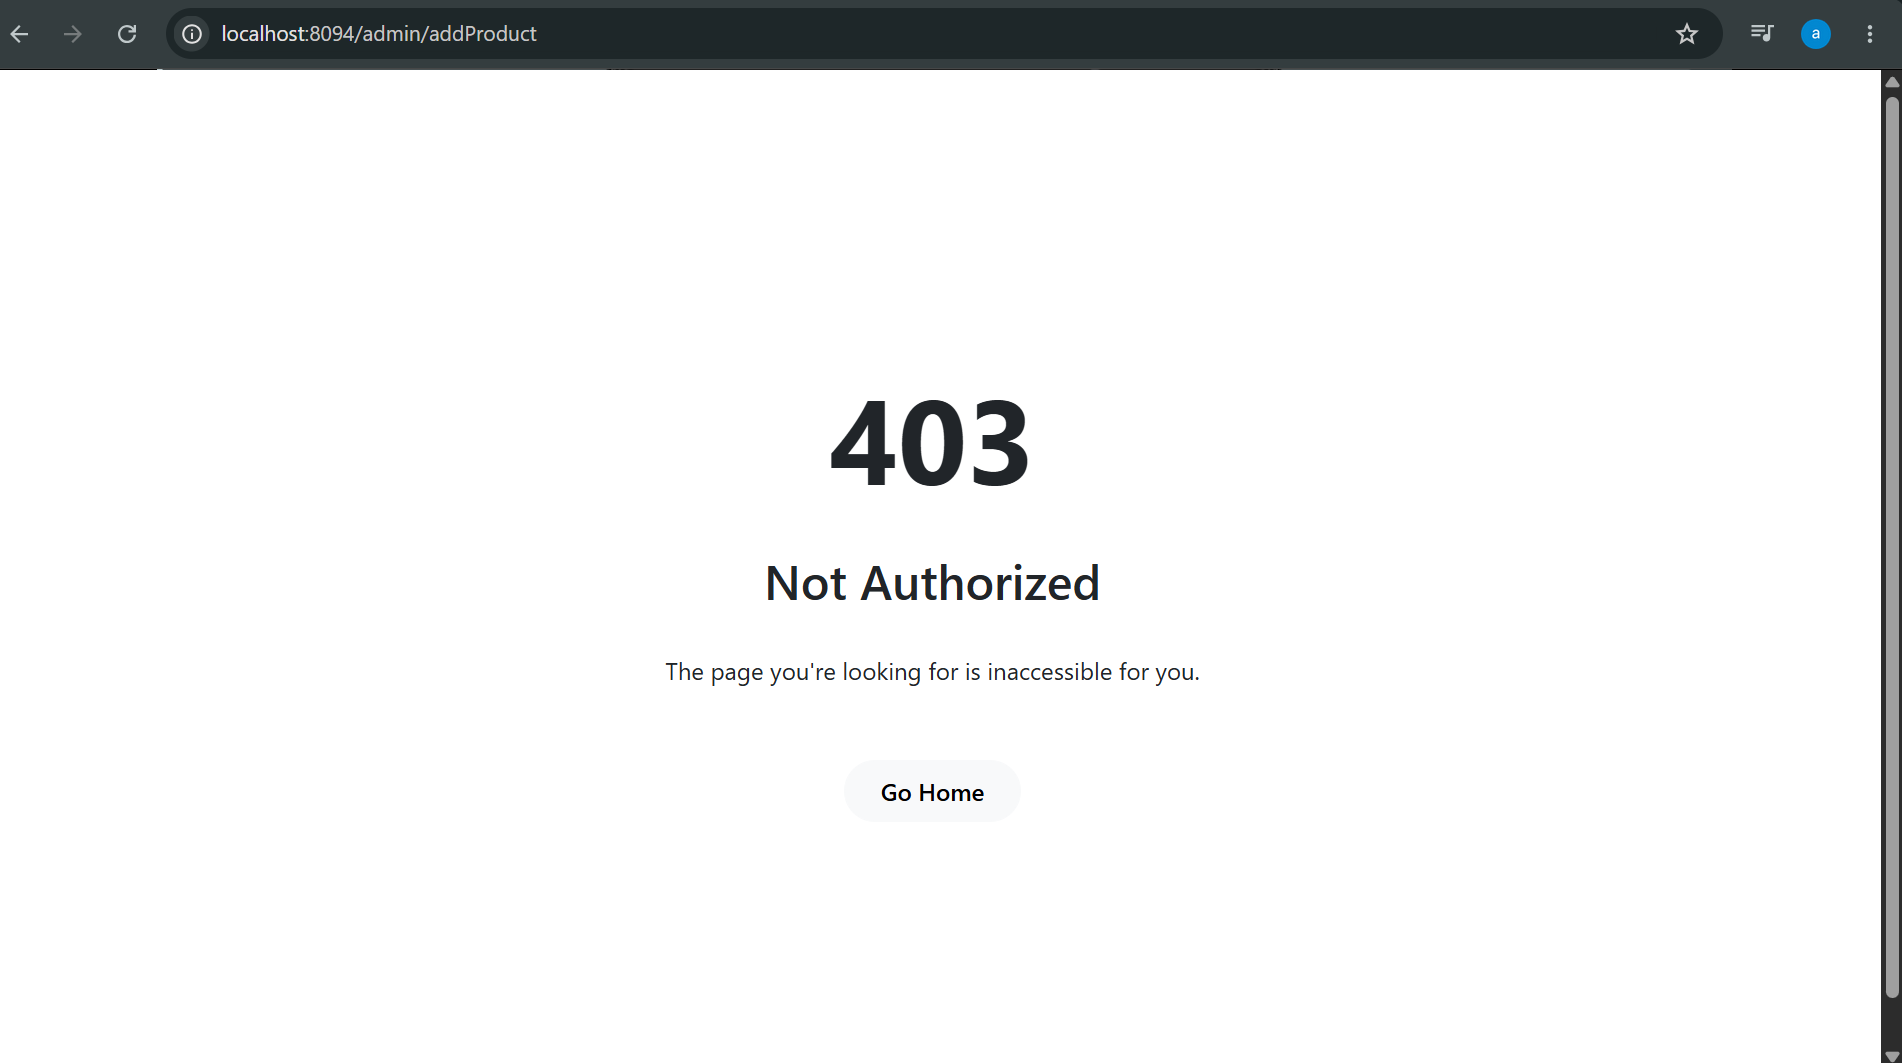 localhost:8094/admin/addProduct
a
403
Not Authorized
The page you're looking for is inaccessible for you.
Go Home